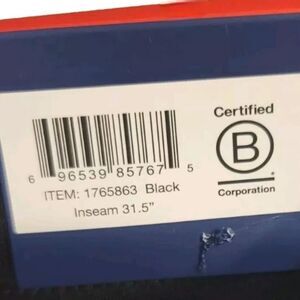 Certified
B
Corporation
6 96539 85767 5
ITEM: 1765863 Black
Inseam 31.5”